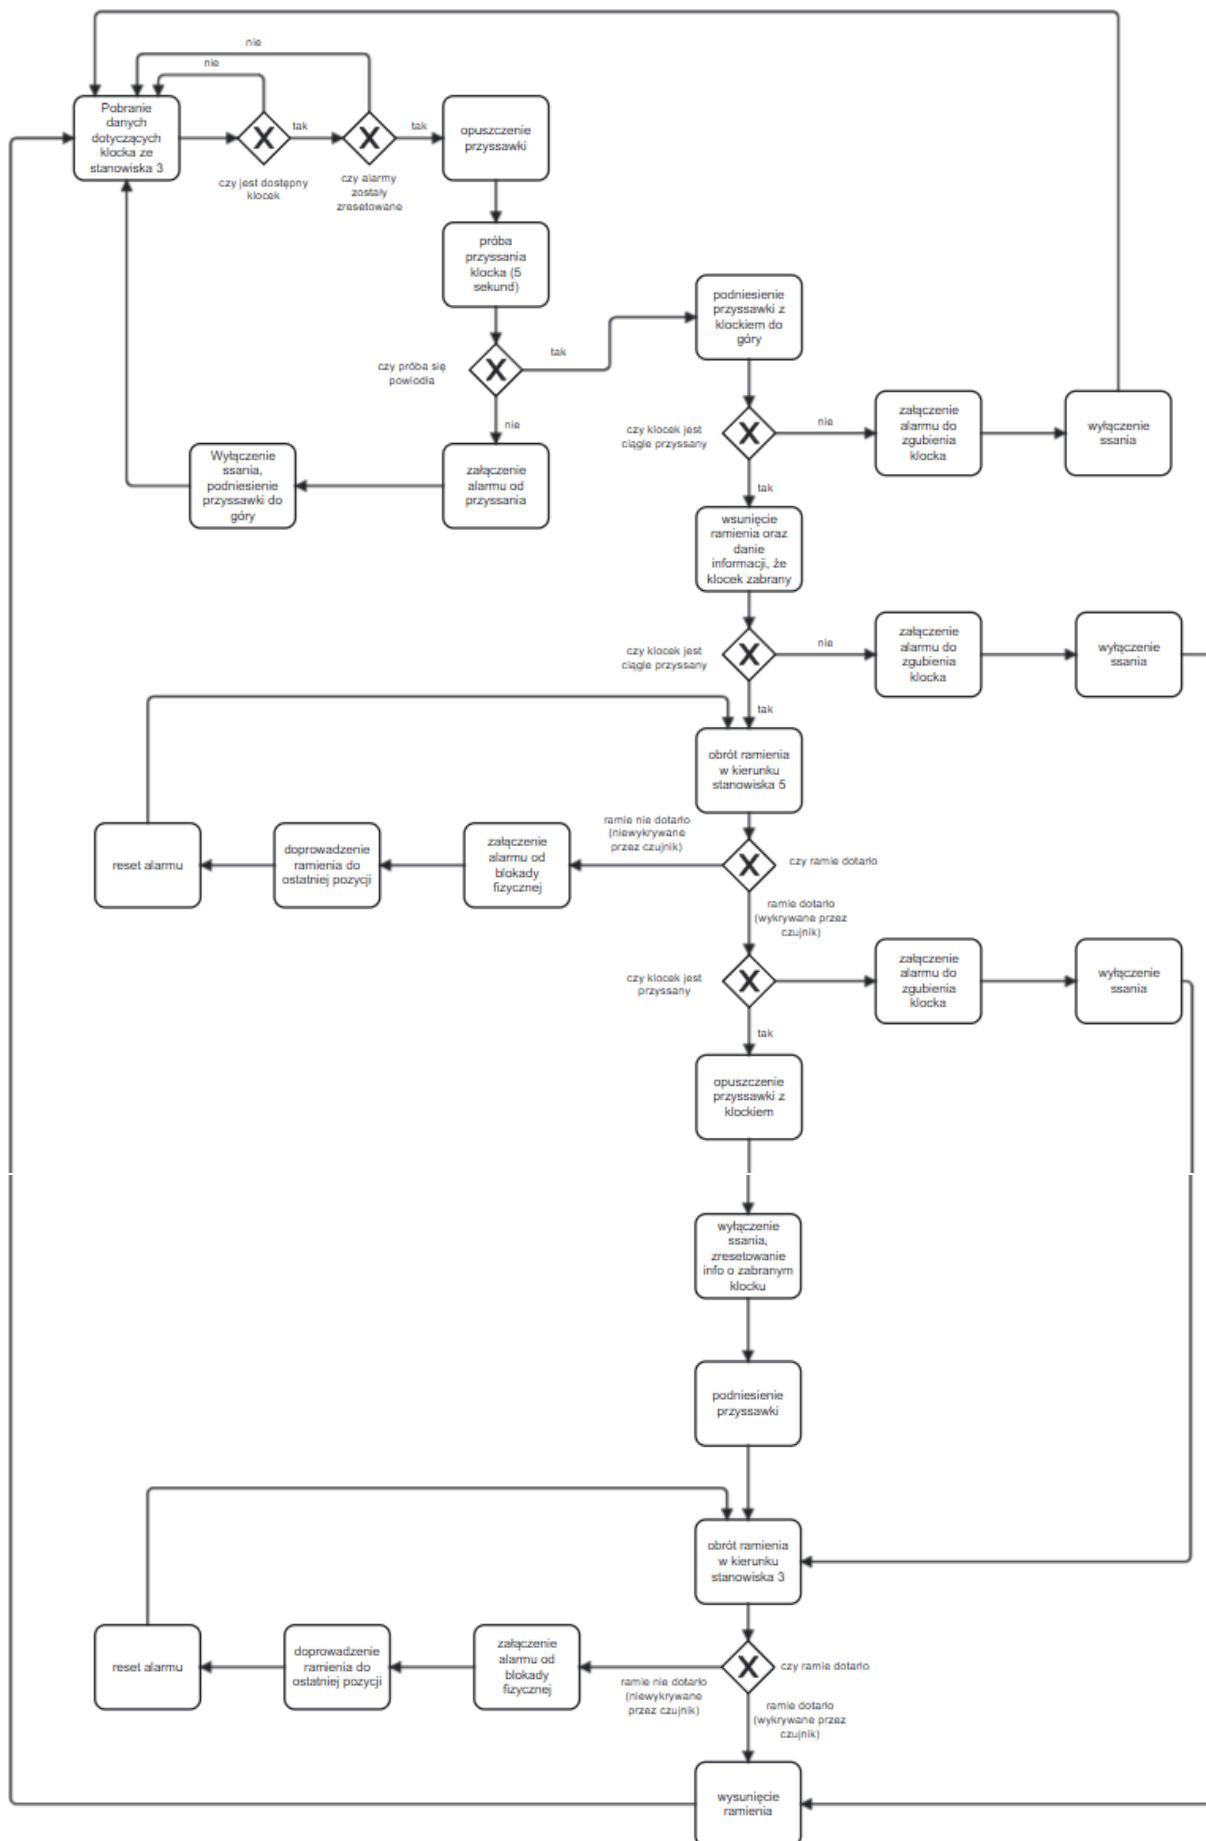 nie
nie
Pobranie
danych
dotyczących
klocka ze
stanowiska 3
tak
tak
czy jest dostępny
klocek
czy alarmy
zostały
zresetowane
opuszczenie
przyssawki
próba
przyssania
klocka (5
sekund)
czy próba się
powiodła
tak
nie
podniesienie
przyssawki z
klockiem do
góry
czy klocek jest
ciągle przyssany
nie
załączenie
alarmu do
zgubienia
klocka
wyłączenie
ssania
Wyłączenie
ssania,
podniesienie
przyssawki do
góry
załączenie
alarmu od
przyssania
tak
wsunięcie
ramienia oraz
danie
informacji, że
klocek zabrany
czy klocek jest
ciągle przyssany
nie
załączenie
alarmu do
zgubienia
klocka
wyłączenie
ssania
tak
obrót ramienia
w kierunku
stanowiska 5
ramie nie dotarło
(niewykrywane
przez czujnik)
czy ramie dotarło
reset alarmu
doprowadzenie
ramienia do
ostatniej pozycji
załączenie
alarmu od
blokady
fizycznej
ramie dotarło
(wykrywane przez
czujnik)
czy klocek jest
przyssany
załączenie
alarmu do
zgubienia
klocka
wyłączenie
ssania
tak
opuszczenie
przyssawki z
klockiem
wyłączenie
ssania,
zresetowanie
info o zabranym
klocku
podniesienie
przyssawki
obrót ramienia
w kierunku
stanowiska 3
reset alarmu
doprowadzenie
ramienia do
ostatniej pozycji
załączenie
alarmu od
blokady
fizycznej
czy ramie dotarło
ramie nie dotarło
(niewykrywane
przez czujnik)
ramie dotarło
(wykrywane przez
czujnik)
wysunięcie
ramienia